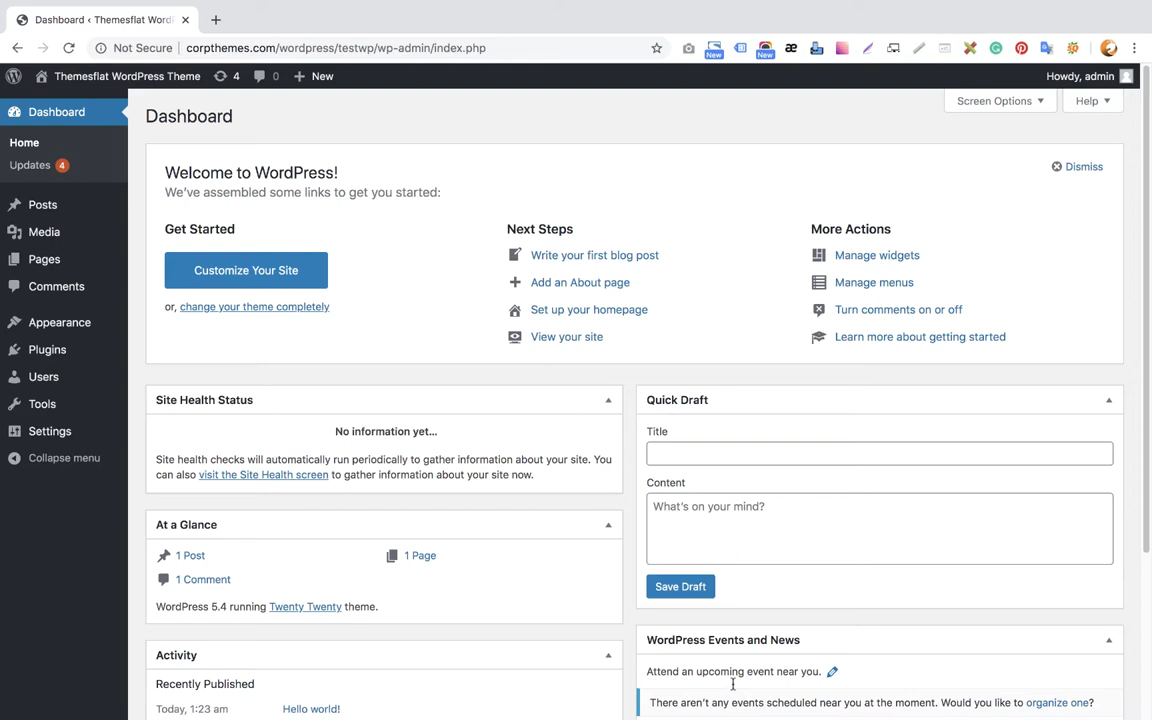 Dashboard ‹ Themesflat WordP
Not Secure
corpthemes.com/wordpress/testwp/wp-admin/index.php
New
New
Themesflat WordPress Theme
4
0
New
Howdy, admin
Dashboard
Home
Updates 4
Posts
Media
Pages
Comments
Appearance
Plugins
Users
Tools
Settings
Collapse menu
Dashboard
Screen Options
Help
Welcome to WordPress!
We've assembled some links to get you started:
Dismiss
Get Started
Customize Your Site
or, change your theme completely
Next Steps
Write your first blog post
Add an About page
Set up your homepage
View your site
More Actions
Manage widgets
Manage menus
Turn comments on or off
Learn more about getting started
Site Health Status
No information yet...
Site health checks will automatically run periodically to gather information about your site. You
can also visit the Site Health screen to gather information about your site now.
At a Glance
1 Post
1 Page
1 Comment
WordPress 5.4 running Twenty Twenty theme.
Activity
Recently Published
Today, 1:23 am
Hello world!
Quick Draft
Title
Content
What's on your mind?
Save Draft
WordPress Events and News
Attend an upcoming event near you.
There aren't any events scheduled near you at the moment. Would you like to organize one?